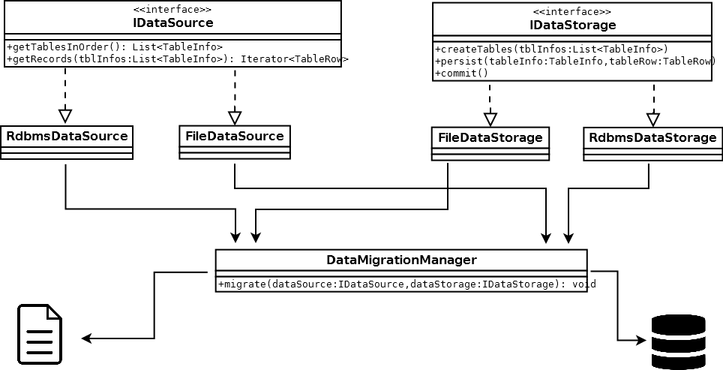 <<interface>>
IDataSource
+getTablesInOrder(): List<TableInfo>
+getRecords(tblInfos:List<TableInfo>): Iterator<TableRow>
<<interface>>
IDataStorage
+createTables(tblInfos:List<TableInfo>)
+persist(tableInfo:TableInfo,tableRow:TableRow)
+commit()
RdbmsDataSource
FileDataSource
FileDataStorage
RdbmsDataStorage
DataMigrationManager
+migrate(dataSource:IDataSource,dataStorage:IDataStorage): void